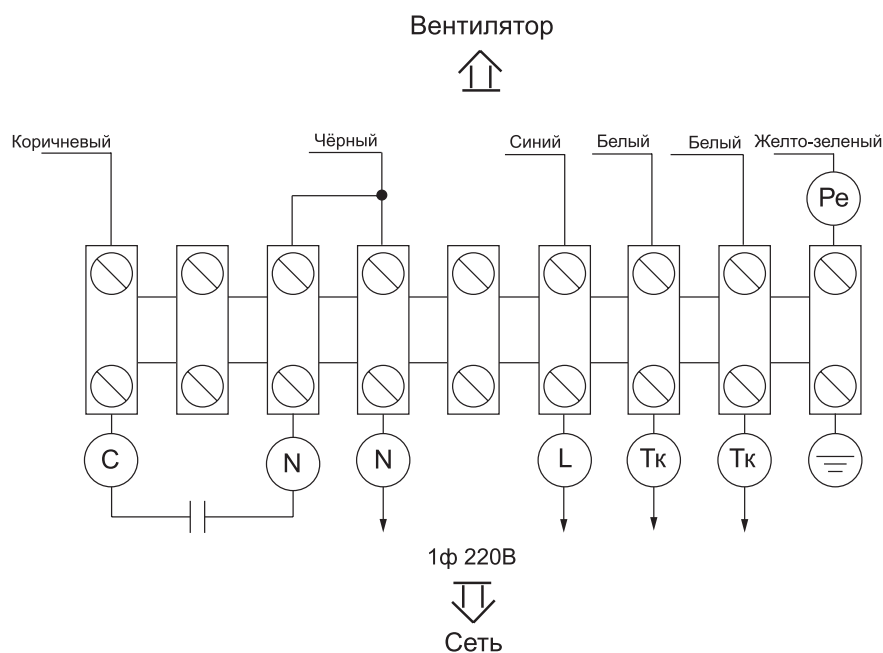 Вентилятор
Коричневый
Чёрный
Синий
Белый
Белый
Желто-зеленый
Pe
C
N
N
L
Тк
Тк
1ф 220В
Сеть